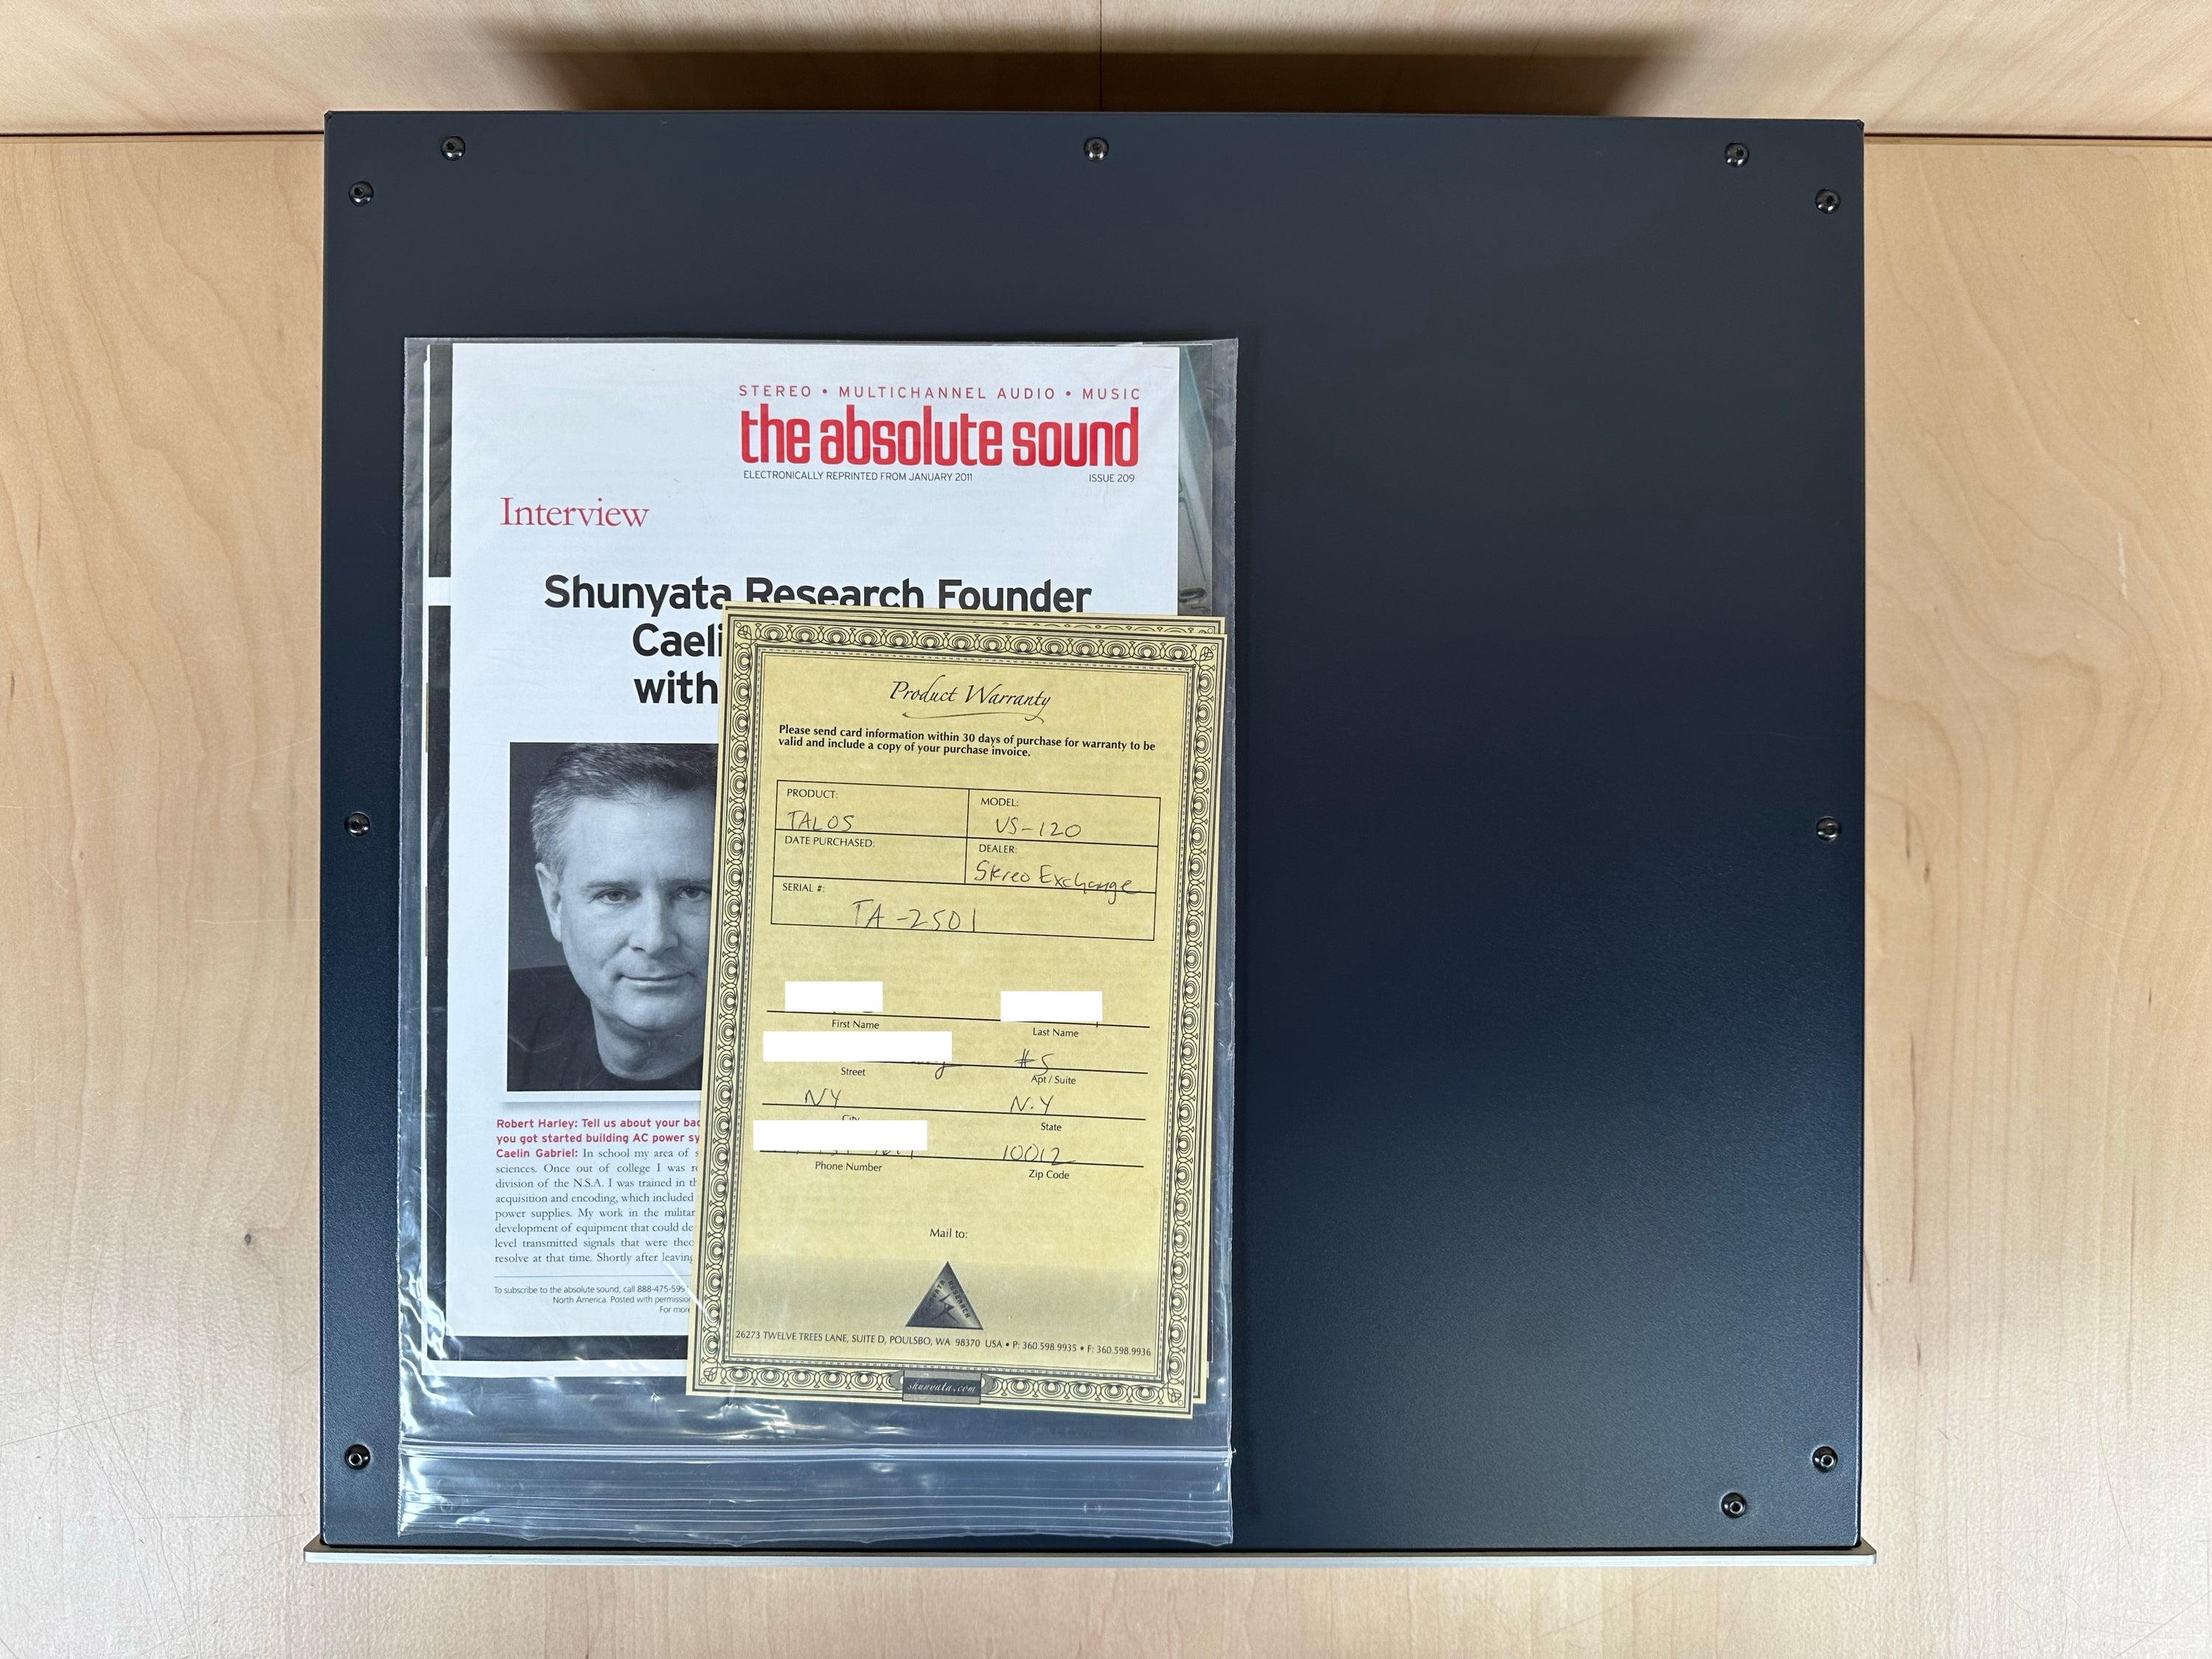 STEREO • MULTICHANNEL AUDIO • MUSIC
the absolute sound
ELECTRONICALLY REPRINTED FROM JANUARY 2011 ISSUE 209
Interview
Shunyata Research Founder
Caeli
with
Robert Harley: Tell us about your bac
you got started building AC power sy
Caelin Gabriel: In school my area of s
sciences. Once out of college I was re
division of the N.S.A. I was trained in th
acquisition and encoding, which included
power supplies. My work in the militar
development of equipment that could de
level transmitted signals that were theo
resolve at that time. Shortly after leaving
To subscribe to the absolute sound, call 888-475-599
North America. Posted with permission
For more
Product Warranty
Please send card information within 30 days of purchase for warranty to be
valid and include a copy of your purchase invoice.
PRODUCT: MODEL:
TALOS VS-120
DATE PURCHASED: DEALER:
Stereo Exchange
SERIAL #:
TA-2501
First Name Last Name
#5
Street Apt / Suite
NY N.Y
City State
10012
Phone Number Zip Code
Mail to:
SHUNYATA RESEARCH
26273 TWELVE TREES LANE, SUITE D, POULSBO, WA 98370 USA • P: 360.598.9935 • F: 360.598.9936
shunyata.com